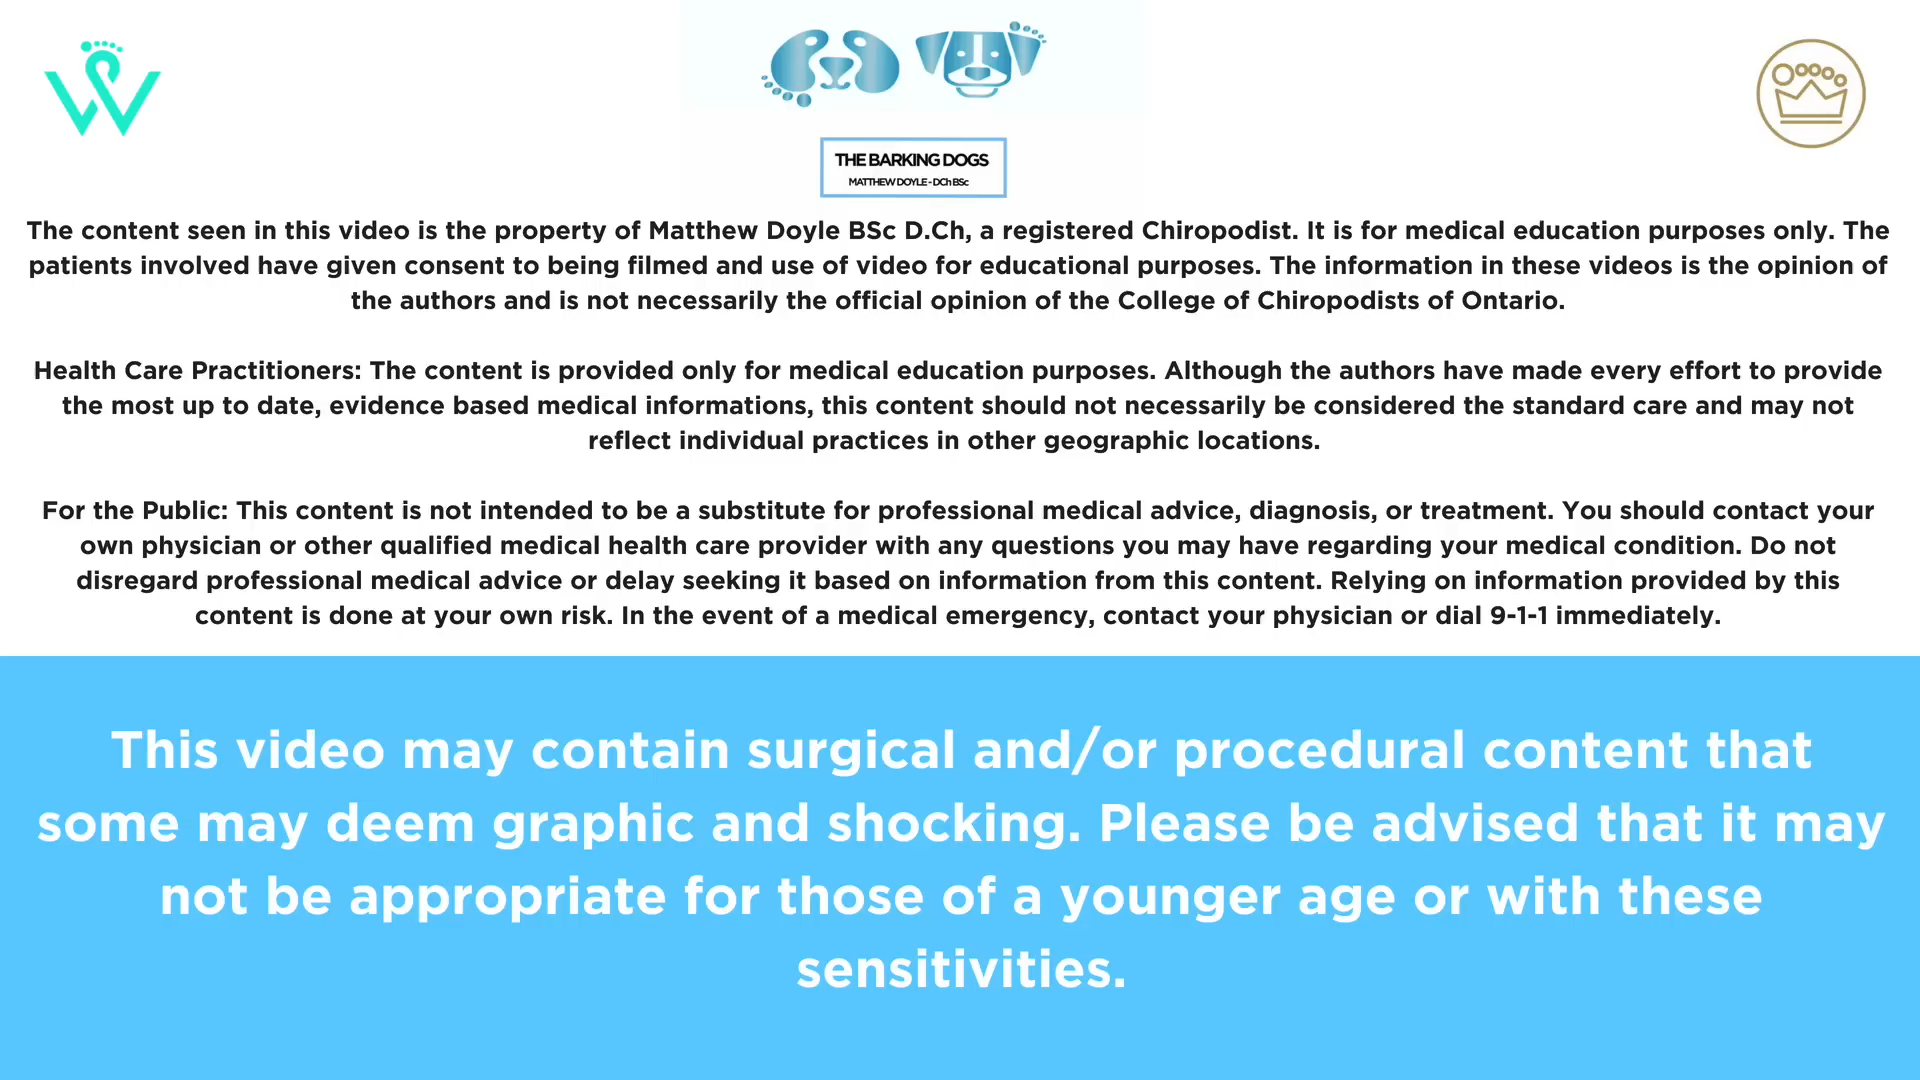 THE BARKING DOGS
MATTHEW DOYLE - DCh BSc
The content seen in this video is the property of Matthew Doyle BSc D.Ch, a registered Chiropodist. It is for medical education purposes only. The
patients involved have given consent to being filmed and use of video for educational purposes. The information in these videos is the opinion of
the authors and is not necessarily the official opinion of the College of Chiropodists of Ontario.
Health Care Practitioners: The content is provided only for medical education purposes. Although the authors have made every effort to provide
the most up to date, evidence based medical informations, this content should not necessarily be considered the standard care and may not
reflect individual practices in other geographic locations.
For the Public: This content is not intended to be a substitute for professional medical advice, diagnosis, or treatment. You should contact your
own physician or other qualified medical health care provider with any questions you may have regarding your medical condition. Do not
disregard professional medical advice or delay seeking it based on information from this content. Relying on information provided by this
content is done at your own risk. In the event of a medical emergency, contact your physician or dial 9-1-1 immediately.
This video may contain surgical and/or procedural content that
some may deem graphic and shocking. Please be advised that it may
not be appropriate for those of a younger age or with these
sensitivities.